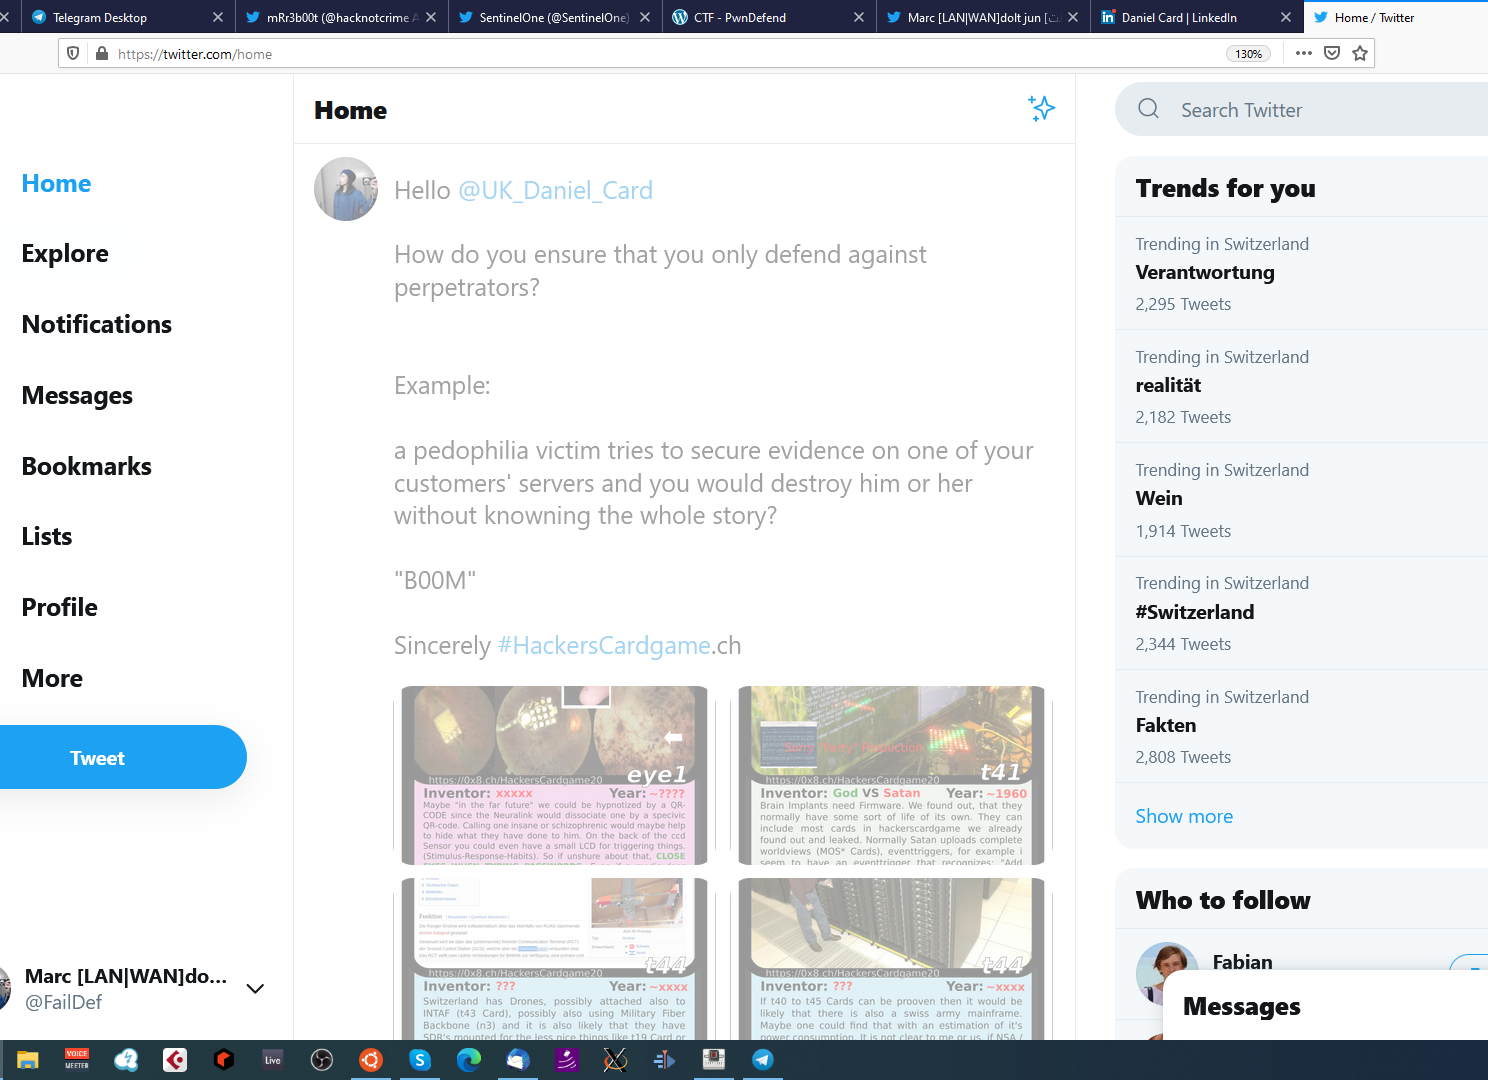 Telegram Desktop
mRr3b00t (@hacknotcrime A
SentinelOne (@SentinelOne)
CTF - PwnDefend
Marc [LAN|WAN]dolt jun
Daniel Card | LinkedIn
Home / Twitter
https://twitter.com/home
130%
Home
Explore
Notifications
Messages
Bookmarks
Lists
Profile
More
Tweet
Marc [LAN|WAN]do...
@FailDef
Home
Hello @UK_Daniel_Card
How do you ensure that you only defend against
perpetrators?
Example:
a pedophilia victim tries to secure evidence on one of your
customers' servers and you would destroy him or her
without knowning the whole story?
"B00M"
Sincerely #HackersCardgame.ch
https://0x8.ch/HackersCardgame20
eye1
Inventor: xxxxx Year: ~????
Maybe "in the far future" we could be hypnotized by a QR-
CODE since the Neuralink would dissociate one by a specivic
QR-code. Calling one insane or schizophrenic would maybe help
to hide what they have done to him. On the back of the ccd
Sensor you could even have a small LCD for triggering things.
(Stimulus-Response-Habits). So if unshure about that, CLOSE
https://0x8.ch/HackersCardgame20
t41
Inventor: God VS Satan Year: ~1960
Brain Implants need Firmware. We found out, that they
normally have some sort of life of its own. They can
include most cards in hackerscardgame we already
found out and leaked. Normally Satan uploads complete
worldviews (MOS* Cards), eventtriggers, for example i
seem to have an eventtrigger that recognizes: "Add
Funktion
https://0x8.ch/HackersCardgame20
t44
Inventor: ??? Year: ~xxxx
Switzerland has Drones, possibly attached also to
INTAF (t43 Card), possibly also using Military Fiber
Backbone (n3) and it is also likely that they have
SDR's mounted for the less nice things like t19 Card or
https://0x8.ch/HackersCardgame20
t44
Inventor: ??? Year: ~xxxx
If t40 to t45 Cards can be prooven then it would be
likely that there is also a swiss army mainframe.
Maybe one could find that with an estimation of it's
power consumption. It is not clear to me or us, if NSA /
Search Twitter
Trends for you
Trending in Switzerland
Verantwortung
2,295 Tweets
Trending in Switzerland
realität
2,182 Tweets
Trending in Switzerland
Wein
1,914 Tweets
Trending in Switzerland
#Switzerland
2,344 Tweets
Trending in Switzerland
Fakten
2,808 Tweets
Show more
Who to follow
Fabian
Messages
VOICE
MEETER
Live